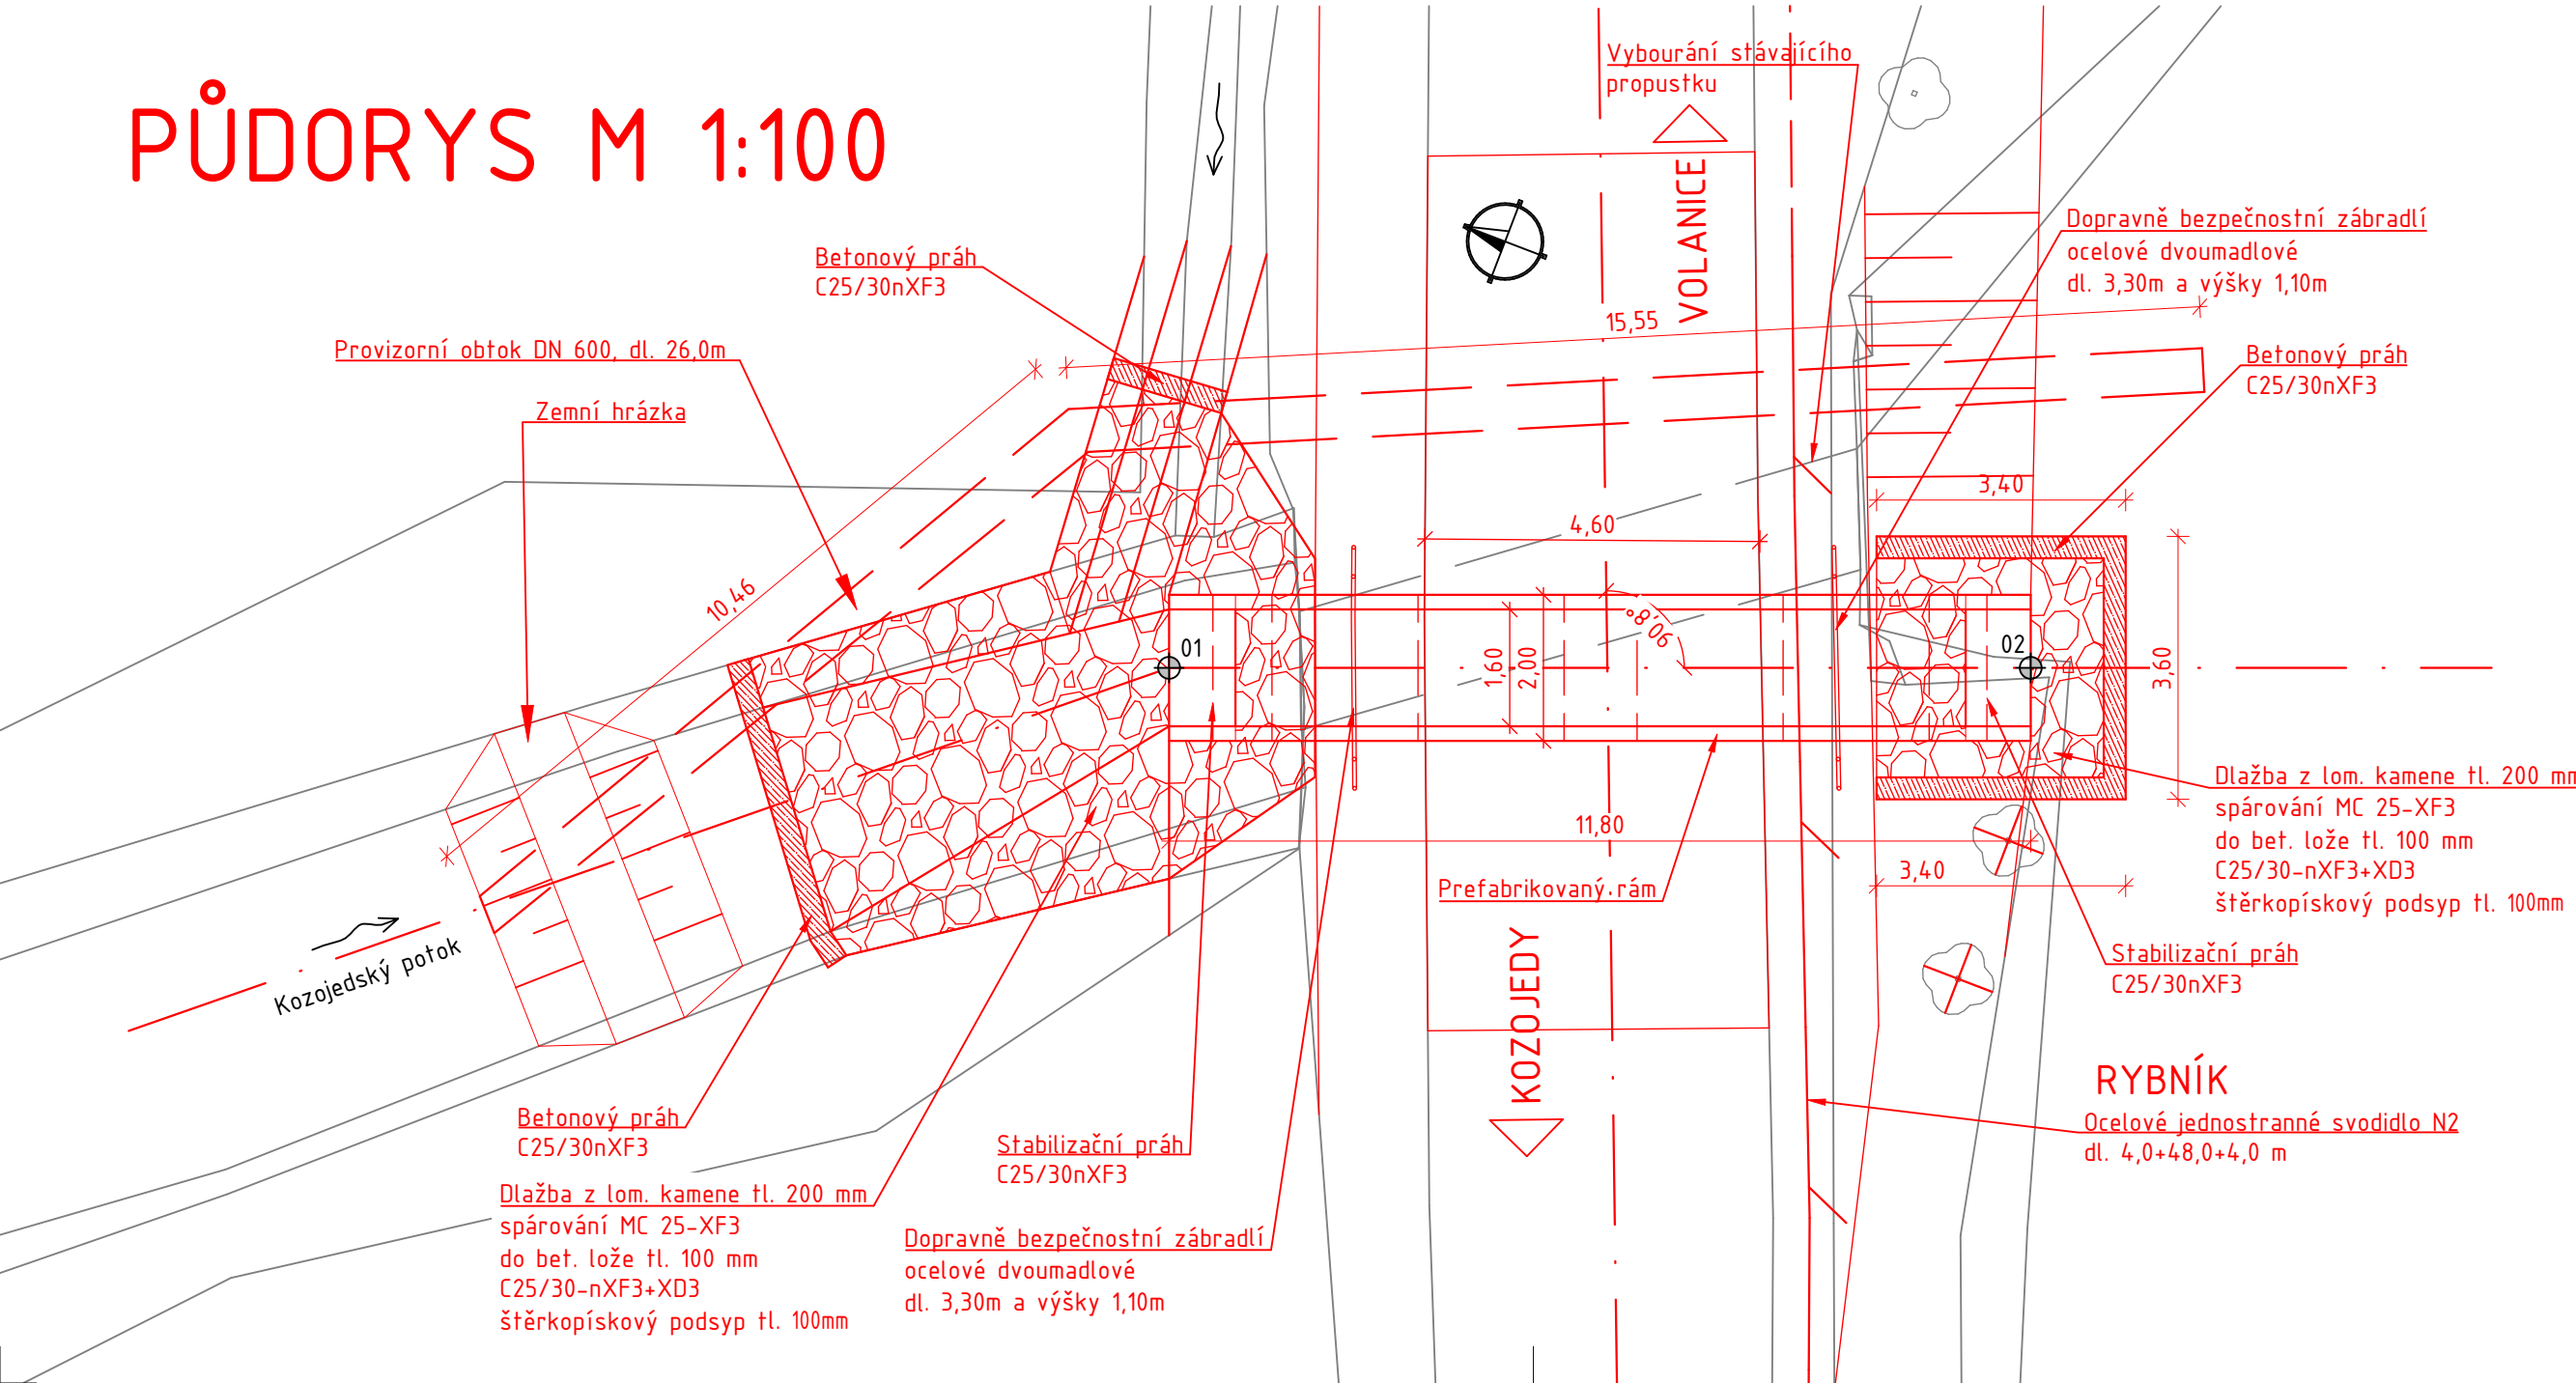 PŮDORYS M 1:100
Vybourání stávajícího
propustku
VOLANICE
Dopravně bezpečnostní zábradlí
ocelové dvoumadlové
dl. 3,30m a výšky 1,10m
Betonový práh
C25/30nXF3
15,55
Provizorní obtok DN 600, dl. 26,0m
Betonový práh
C25/30nXF3
Zemní hrázka
3,40
4,60
10,46
90,8°
01
02
1,60
2,00
3,60
Dlažba z lom. kamene tl. 200 mm
spárování MC 25-XF3
do bet. lože tl. 100 mm
C25/30-nXF3+XD3
štěrkopískový podsyp tl. 100mm
11,80
3,40
Prefabrikovaný rám
Kozojedský potok
KOZOJEDY
Stabilizační práh
C25/30nXF3
RYBNÍK
Ocelové jednostranné svodidlo N2
dl. 4,0+48,0+4,0 m
Betonový práh
C25/30nXF3
Stabilizační práh
C25/30nXF3
Dlažba z lom. kamene tl. 200 mm
spárování MC 25-XF3
do bet. lože tl. 100 mm
C25/30-nXF3+XD3
štěrkopískový podsyp tl. 100mm
Dopravně bezpečnostní zábradlí
ocelové dvoumadlové
dl. 3,30m a výšky 1,10m